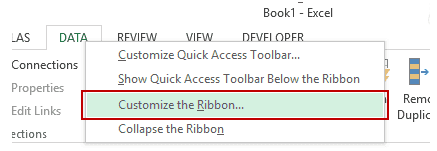 Book1 - Excel
LAS DATA REVIEW VIEW DEVELOPER
Connections
Properties
Edit Links
ections
Customize Quick Access Toolbar...
Show Quick Access Toolbar Below the Ribbon
Customize the Ribbon...
Collapse the Ribbon
Remo
Duplic